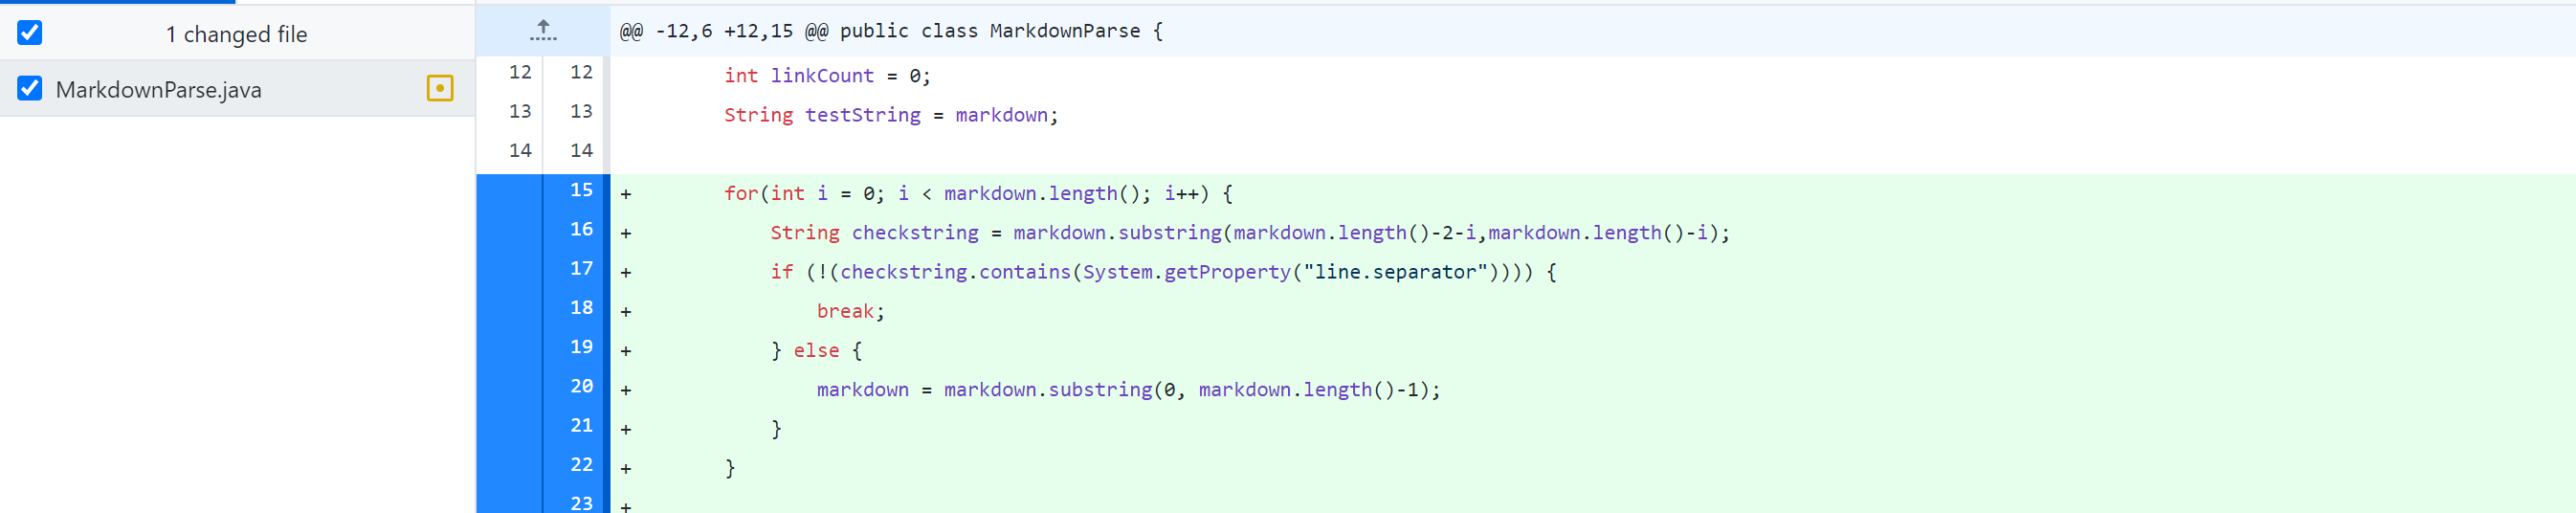 1 changed file
MarkdownParse.java
@@ -12,6 +12,15 @@ public class MarkdownParse {
12 12 int linkCount = 0;
13 13 String testString = markdown;
14 14
15 + for(int i = 0; i < markdown.length(); i++) {
16 + String checkstring = markdown.substring(markdown.length()-2-i,markdown.length()-i);
17 + if (!(checkstring.contains(System.getProperty("line.separator")))) {
18 + break;
19 + } else {
20 + markdown = markdown.substring(0, markdown.length()-1);
21 + }
22 + }
23 +